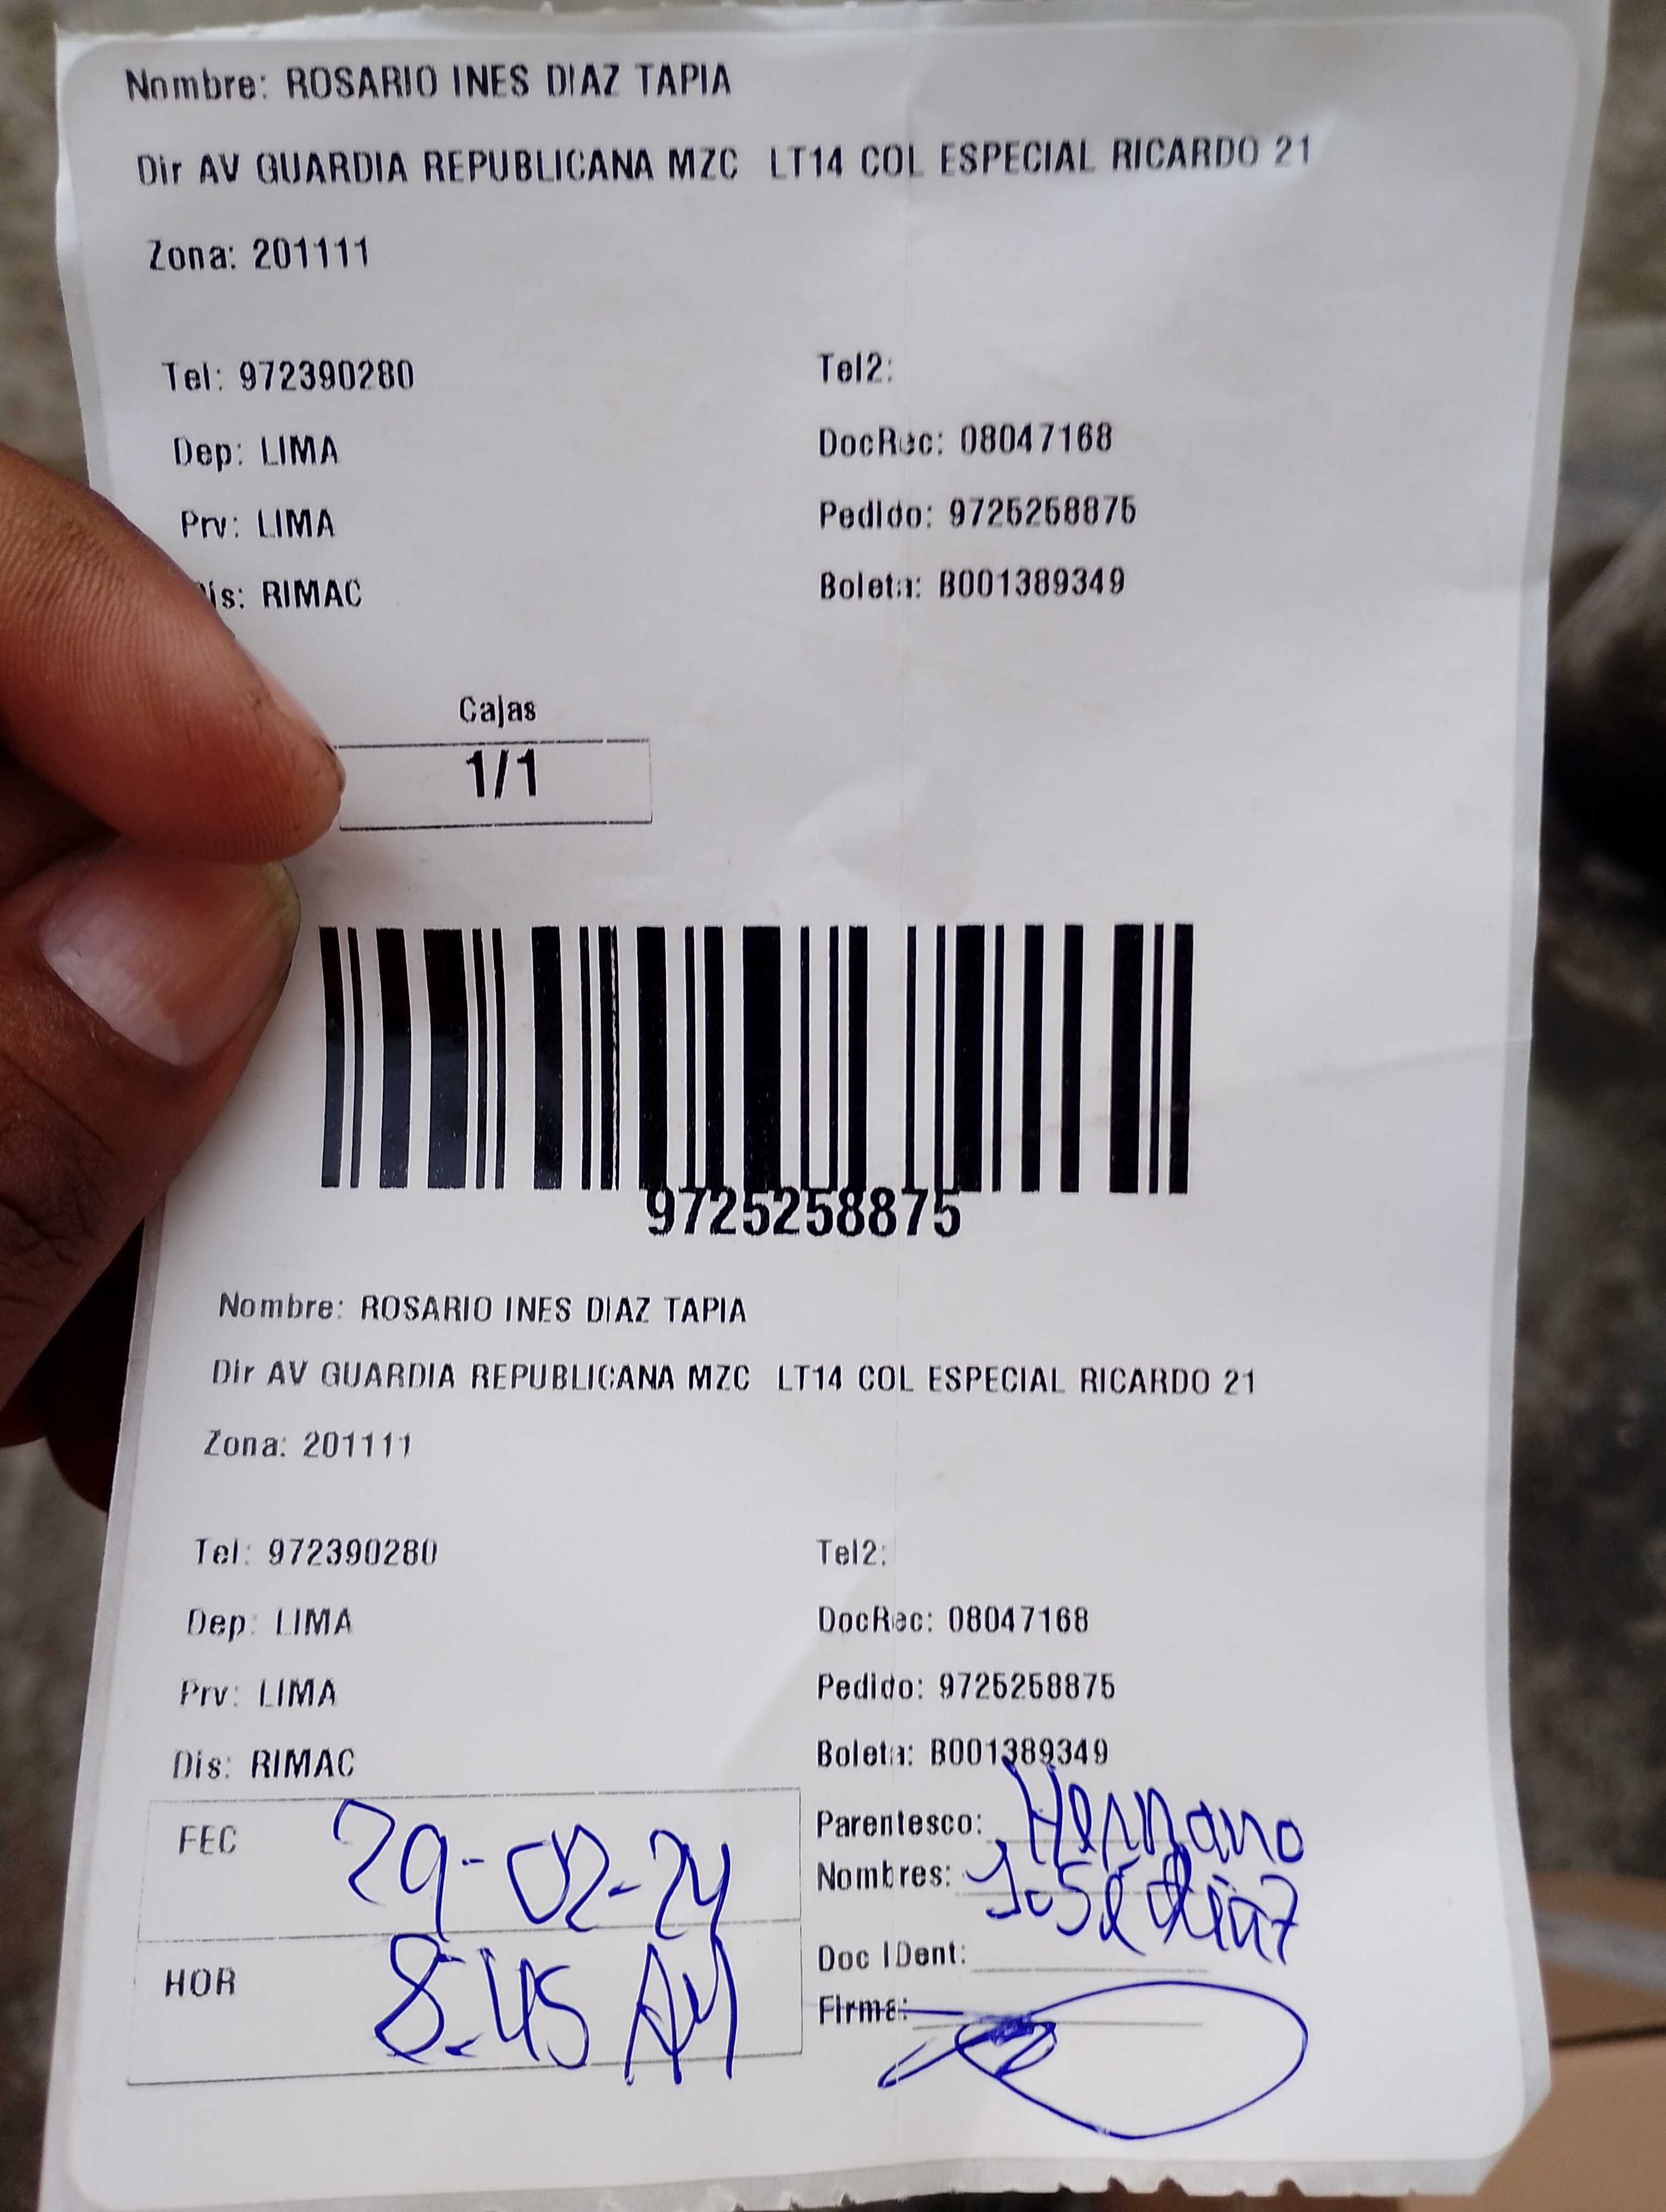 Nombre: ROSARIO INES DIAZ TAPIA
Dir AV GUARDIA REPUBLICANA MZC LT14 COL ESPECIAL RICARDO 21
Zona: 201111
Tel: 972390280 Tel2:
Dep: LIMA DocRec: 08047168
Prv: LIMA Pedido: 9725258875
Dis: RIMAC Boleta: B001389349
Cajas
1/1
9725258875
Nombre: ROSARIO INES DIAZ TAPIA
Dir AV GUARDIA REPUBLICANA MZC LT14 COL ESPECIAL RICARDO 21
Zona: 201111
Tel: 972390280 Tel2:
Dep: LIMA DocRec: 08047168
Prv: LIMA Pedido: 9725258875
Dis: RIMAC Boleta: B001389349
FEC 29-02-24 Parentesco: Hermano
Nombres: José diaz
HOR 8:45 AM Doc IDent:
Firma: